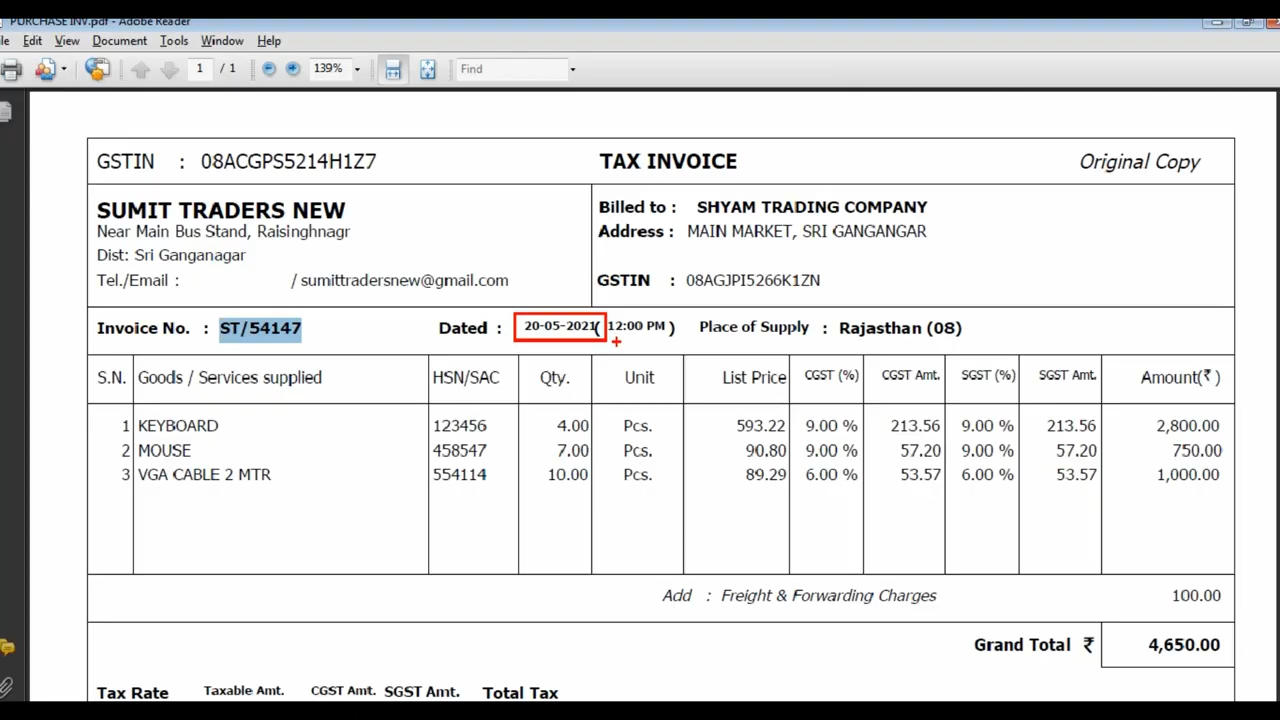 PURCHASE INV.pdf - Adobe Reader
Edit View Document Tools Window Help
1 / 1 139% Find
GSTIN : 08ACGPS5214H1Z7 TAX INVOICE Original Copy
SUMIT TRADERS NEW
Near Main Bus Stand, Raisinghnagr
Dist: Sri Ganganagar
Tel./Email : / sumittradersnew@gmail.com
Billed to : SHYAM TRADING COMPANY
Address : MAIN MARKET, SRI GANGANGAR
GSTIN : 08AGJPI5266K1ZN
Invoice No. : ST/54147 Dated : 20-05-2021( 12:00 PM ) Place of Supply : Rajasthan (08)
S.N. Goods / Services supplied HSN/SAC Qty. Unit List Price CGST (%) CGST Amt. SGST (%) SGST Amt. Amount(₹ )
1 KEYBOARD 123456 4.00 Pcs. 593.22 9.00 % 213.56 9.00 % 213.56 2,800.00
2 MOUSE 458547 7.00 Pcs. 90.80 9.00 % 57.20 9.00 % 57.20 750.00
3 VGA CABLE 2 MTR 554114 10.00 Pcs. 89.29 6.00 % 53.57 6.00 % 53.57 1,000.00
Add : Freight & Forwarding Charges 100.00
Grand Total ₹ 4,650.00
Tax Rate Taxable Amt. CGST Amt. SGST Amt. Total Tax